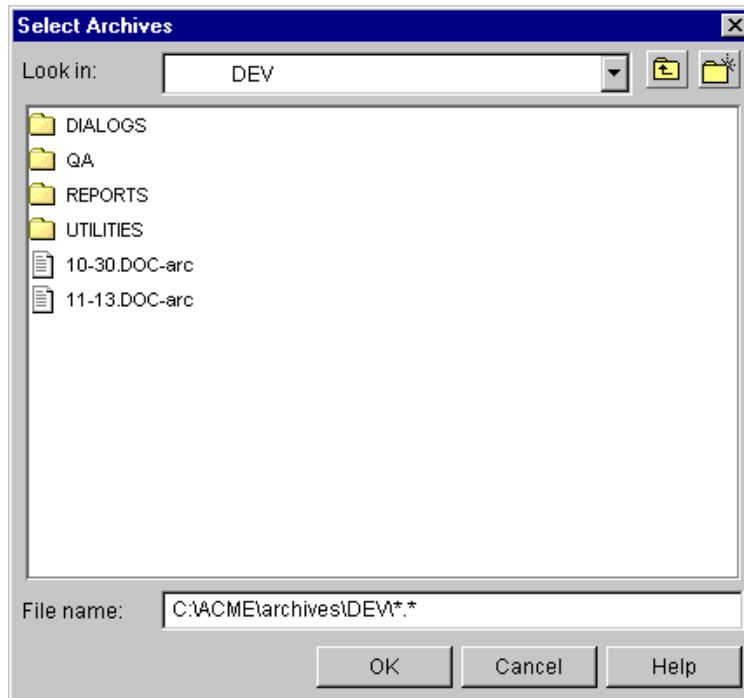 Select Archives
Look in: DEV
DIALOGS
QA
REPORTS
UTILITIES
10-30.DOC-arc
11-13.DOC-arc
File name: C:\ACME\archives\DEV\*.*
OK Cancel Help